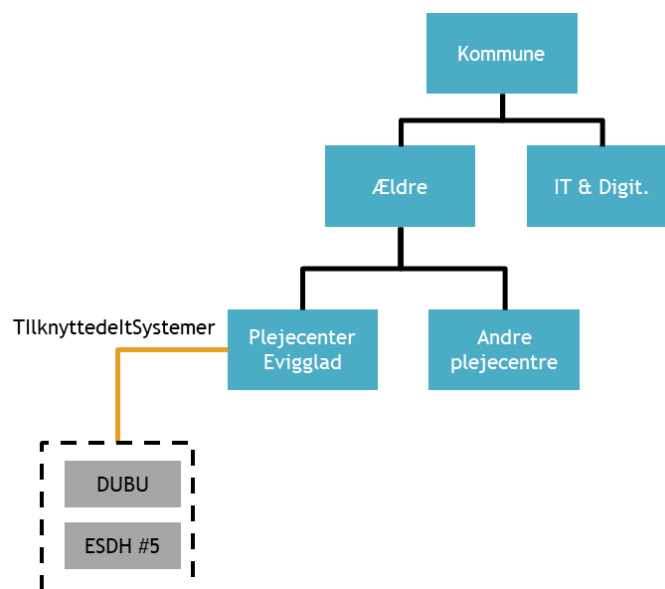 Kommune
Ældre
IT & Digit.
TIlknyttedeItSystemer
Plejecenter
Evigglad
Andre
plejecentre
DUBU
ESDH #5